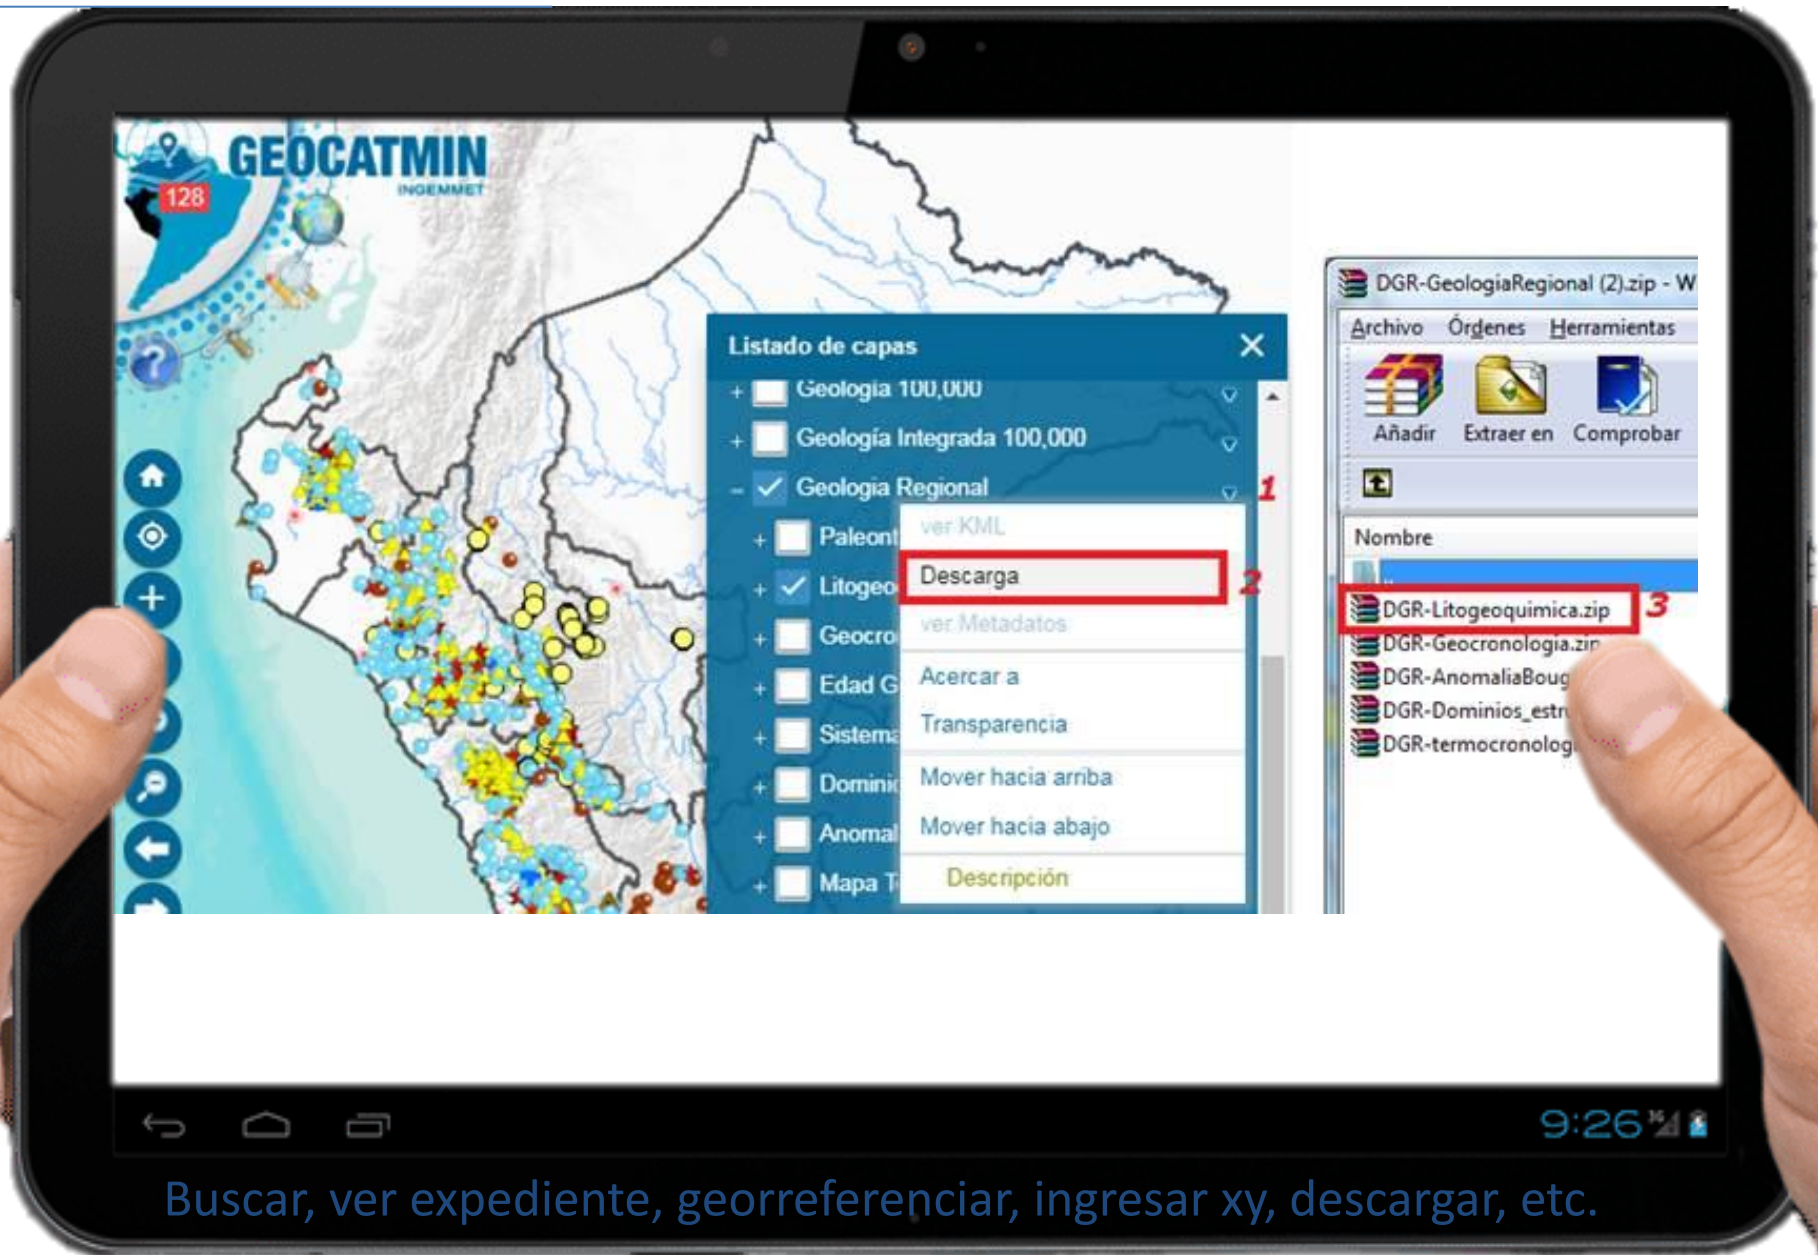 GEOCATMIN
INGEMMET
128
Listado de capas
Geología 100,000
Geología Integrada 100,000
Geologia Regional
1
ver KML
Descarga
2
ver Metadatos
Acercar a
Transparencia
Mover hacia arriba
Mover hacia abajo
Descripción
Paleont
Litogeo
Geocro
Edad G
Sistema
Dominio
Anomal
Mapa T
DGR-GeologiaRegional (2).zip - W
Archivo Órdenes Herramientas
Añadir Extraer en Comprobar
Nombre
..
DGR-Litogeoquimica.zip
3
DGR-Geocronologia.zip
DGR-AnomaliaBoug
DGR-Dominios_estr
DGR-termocronolog
9:26
3G
Buscar, ver expediente, georreferenciar, ingresar xy, descargar, etc.